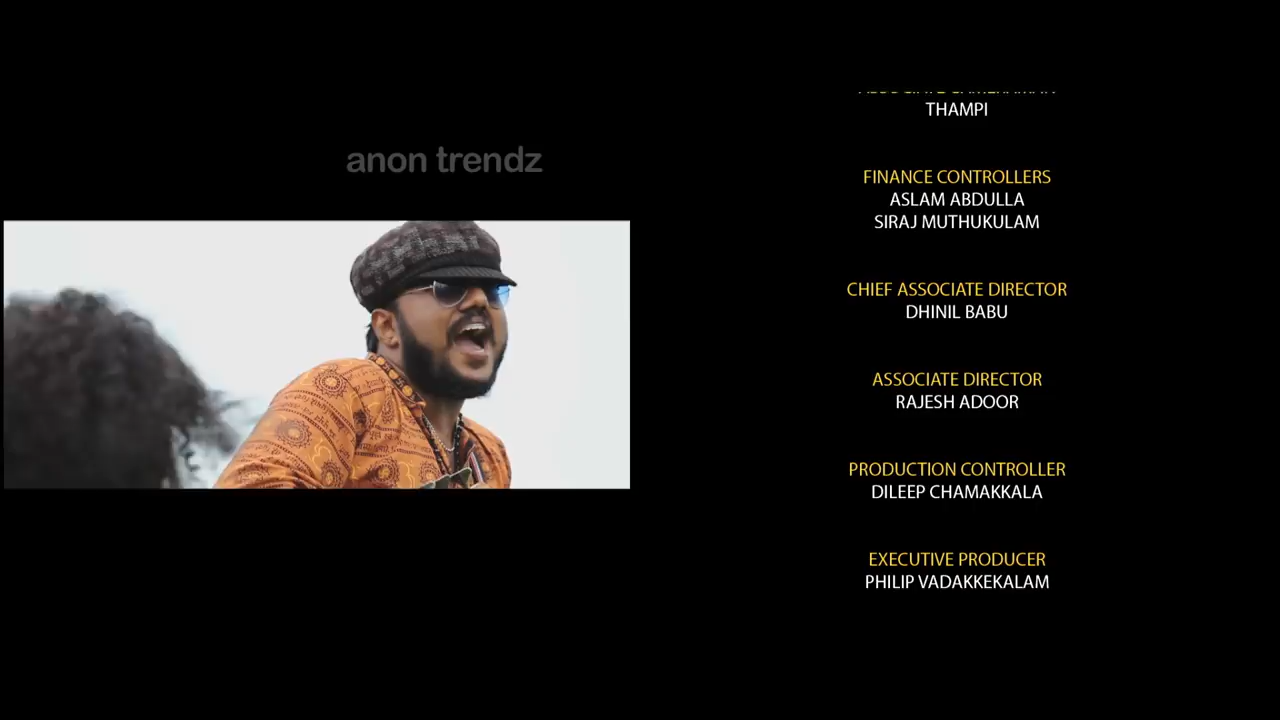 anon trendz
THAMPI
FINANCE CONTROLLERS
ASLAM ABDULLA
SIRAJ MUTHUKULAM
CHIEF ASSOCIATE DIRECTOR
DHINIL BABU
ASSOCIATE DIRECTOR
RAJESH ADOOR
PRODUCTION CONTROLLER
DILEEP CHAMAKKALA
EXECUTIVE PRODUCER
PHILIP VADAKKEKALAM